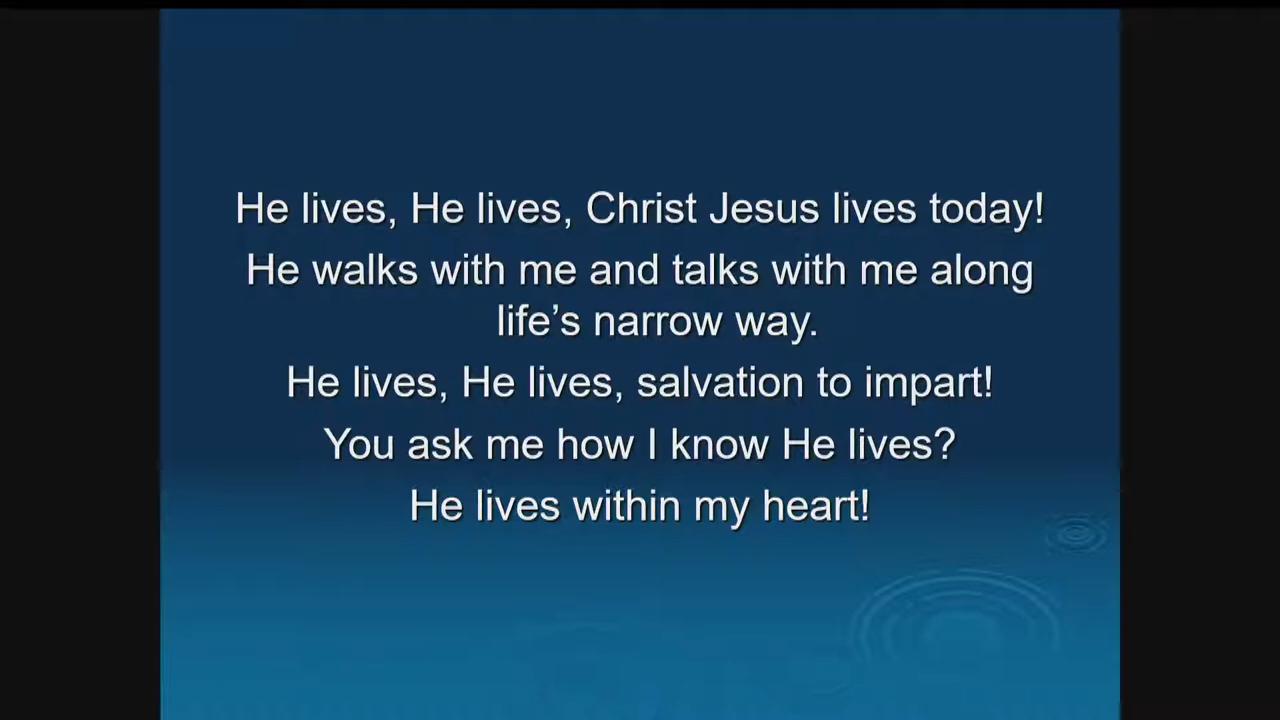 He lives, He lives, Christ Jesus lives today!
He walks with me and talks with me along
life’s narrow way.
He lives, He lives, salvation to impart!
You ask me how I know He lives?
He lives within my heart!